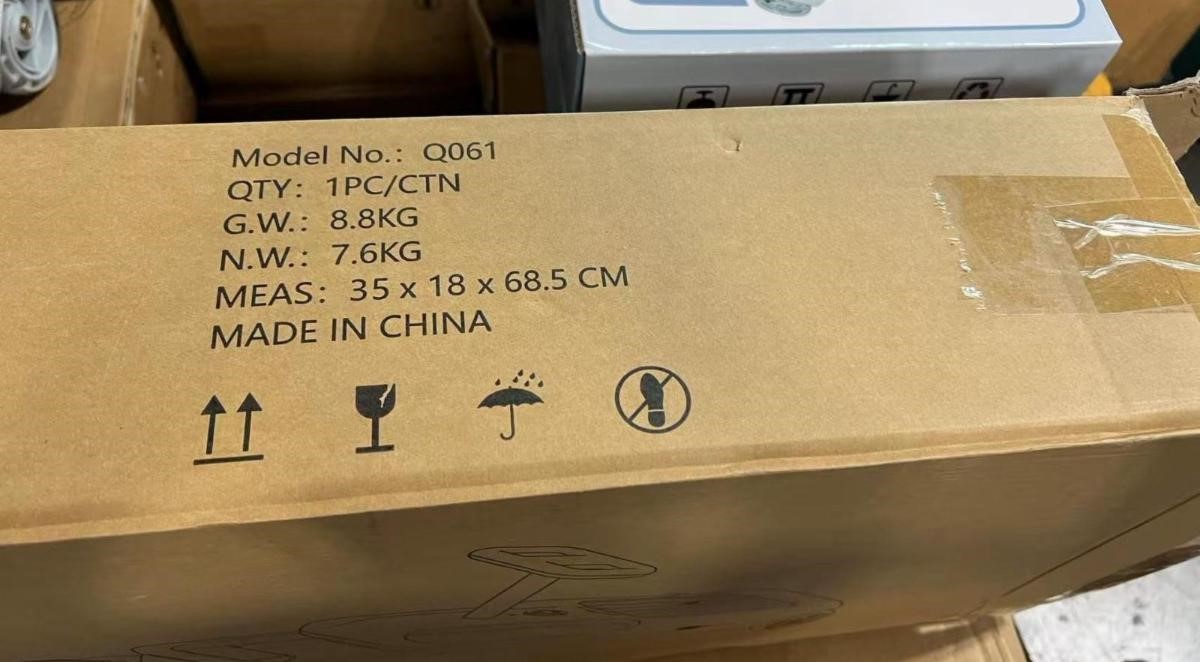 Model No.: Q061
QTY: 1PC/CTN
G.W.: 8.8KG
N.W.: 7.6KG
MEAS: 35 x 18 x 68.5 CM
MADE IN CHINA